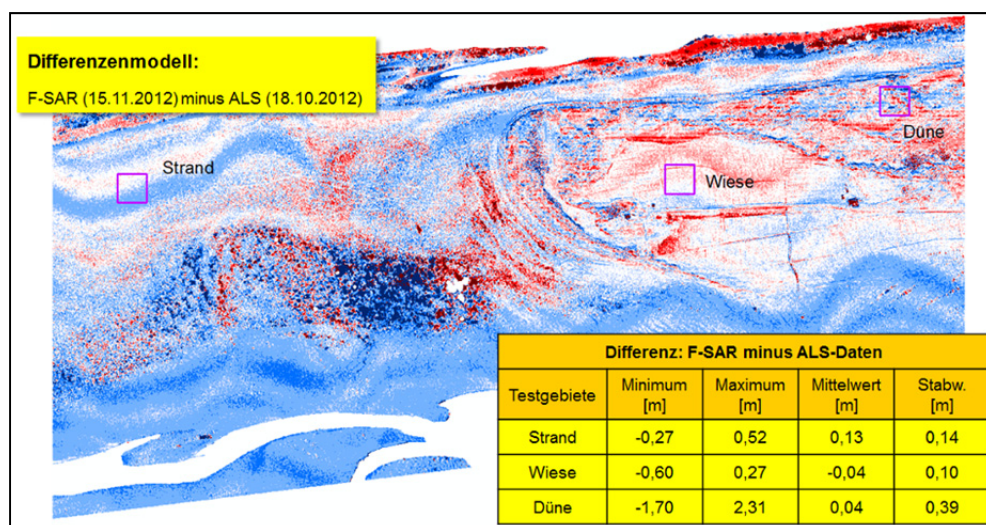 Differenzenmodell:
F-SAR (15.11.2012) minus ALS (18.10.2012)
Strand
Düne
Wiese
Differenz: F-SAR minus ALS-Daten
Testgebiete Minimum [m] Maximum [m] Mittelwert [m] Stabw. [m]
Strand -0,27 0,52 0,13 0,14
Wiese -0,60 0,27 -0,04 0,10
Düne -1,70 2,31 0,04 0,39